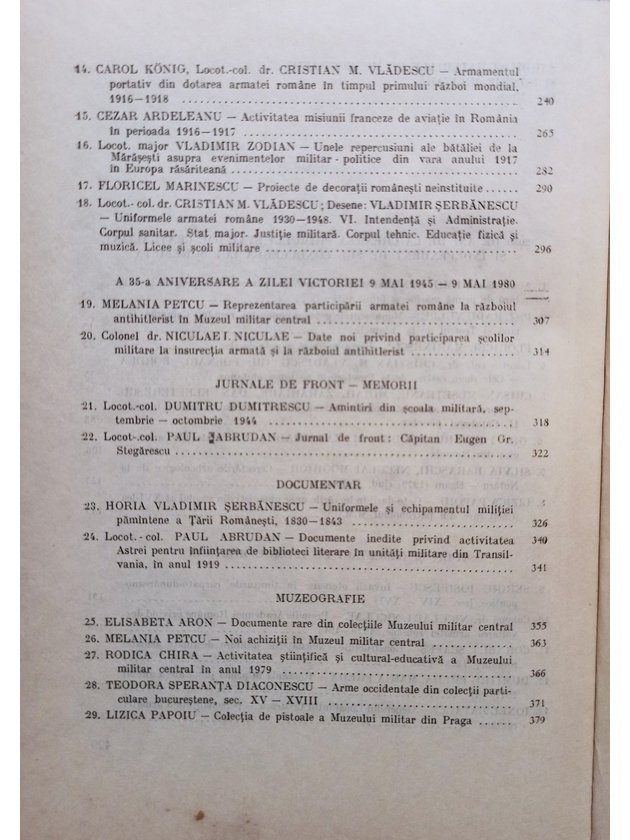 14. CAROL KÖNIG, Locot.-col. dr. CRISTIAN M. VLĂDESCU — Armamentul
portativ din dotarea armatei române în timpul primului război mondial,
1916—1918 ........ 240
15. CEZAR ARDELEANU — Activitatea misiunii franceze de aviație în România
în perioada 1916—1917 ........ 265
16. Locot. major VLADIMIR ZODIAN — Unele repercusiuni ale bătăliei de la
Mărășești asupra evenimentelor militar-politice din vara anului 1917
în Europa răsăriteană ........ 282
17. FLORICEL MARINESCU — Proiecte de decorații românești neinstituite ...... 290
18. Locot.-col. dr. CRISTIAN M. VLĂDESCU; Desene: VLADIMIR ȘERBĂNESCU
— Uniformele armatei române 1930—1948. VI. Intendență și Administrație.
Corpul sanitar. Stat major. Justiție militară. Corpul tehnic. Educație fizică și
muzică. Licee și școli militare ........ 296
A 35-a ANIVERSARE A ZILEI VICTORIEI 9 MAI 1945 — 9 MAI 1980
19. MELANIA PETCU — Reprezentarea participării armatei române la războiul
antihitlerist în Muzeul militar central ........ 307
20. Colonel dr. NICULAE I. NICULAE — Date noi privind participarea școlilor
militare la insurecția armată și la războiul antihitlerist ........ 314
JURNALE DE FRONT — MEMORII
21. Locot.-col. DUMITRU DUMITRESCU — Amintiri din școala militară, sep-
tembrie — octombrie 1944 ........ 318
22. Locot.-col. PAUL ABRUDAN — Jurnal de front: Căpitan Eugen Gr.
Stegărescu ........ 322
DOCUMENTAR
23. HORIA VLADIMIR ȘERBĂNESCU — Uniformele și echipamentul miliției
pămîntene a Țării Românești, 1830—1843 ........ 326
24. Locot.-col. PAUL ABRUDAN — Documente inedite privind activitatea 340
Astrei pentru înființarea de biblioteci literare în unități militare din Transil-
vania, în anul 1919 ........ 341
MUZEOGRAFIE
25. ELISABETA ARON — Documente rare din colecțiile Muzeului militar central 355
26. MELANIA PETCU — Noi achiziții în Muzeul militar central ........ 363
27. RODICA CHIRA — Activitatea științifică și cultural-educativă a Muzeului
militar central în anul 1979 ........ 366
28. TEODORA SPERANȚA DIACONESCU — Arme occidentale din colecții parti-
culare bucureștene, sec. XV — XVIII ........ 371
29. LIZICA PAPOIU — Colecția de pistoale a Muzeului militar din Praga ...... 379